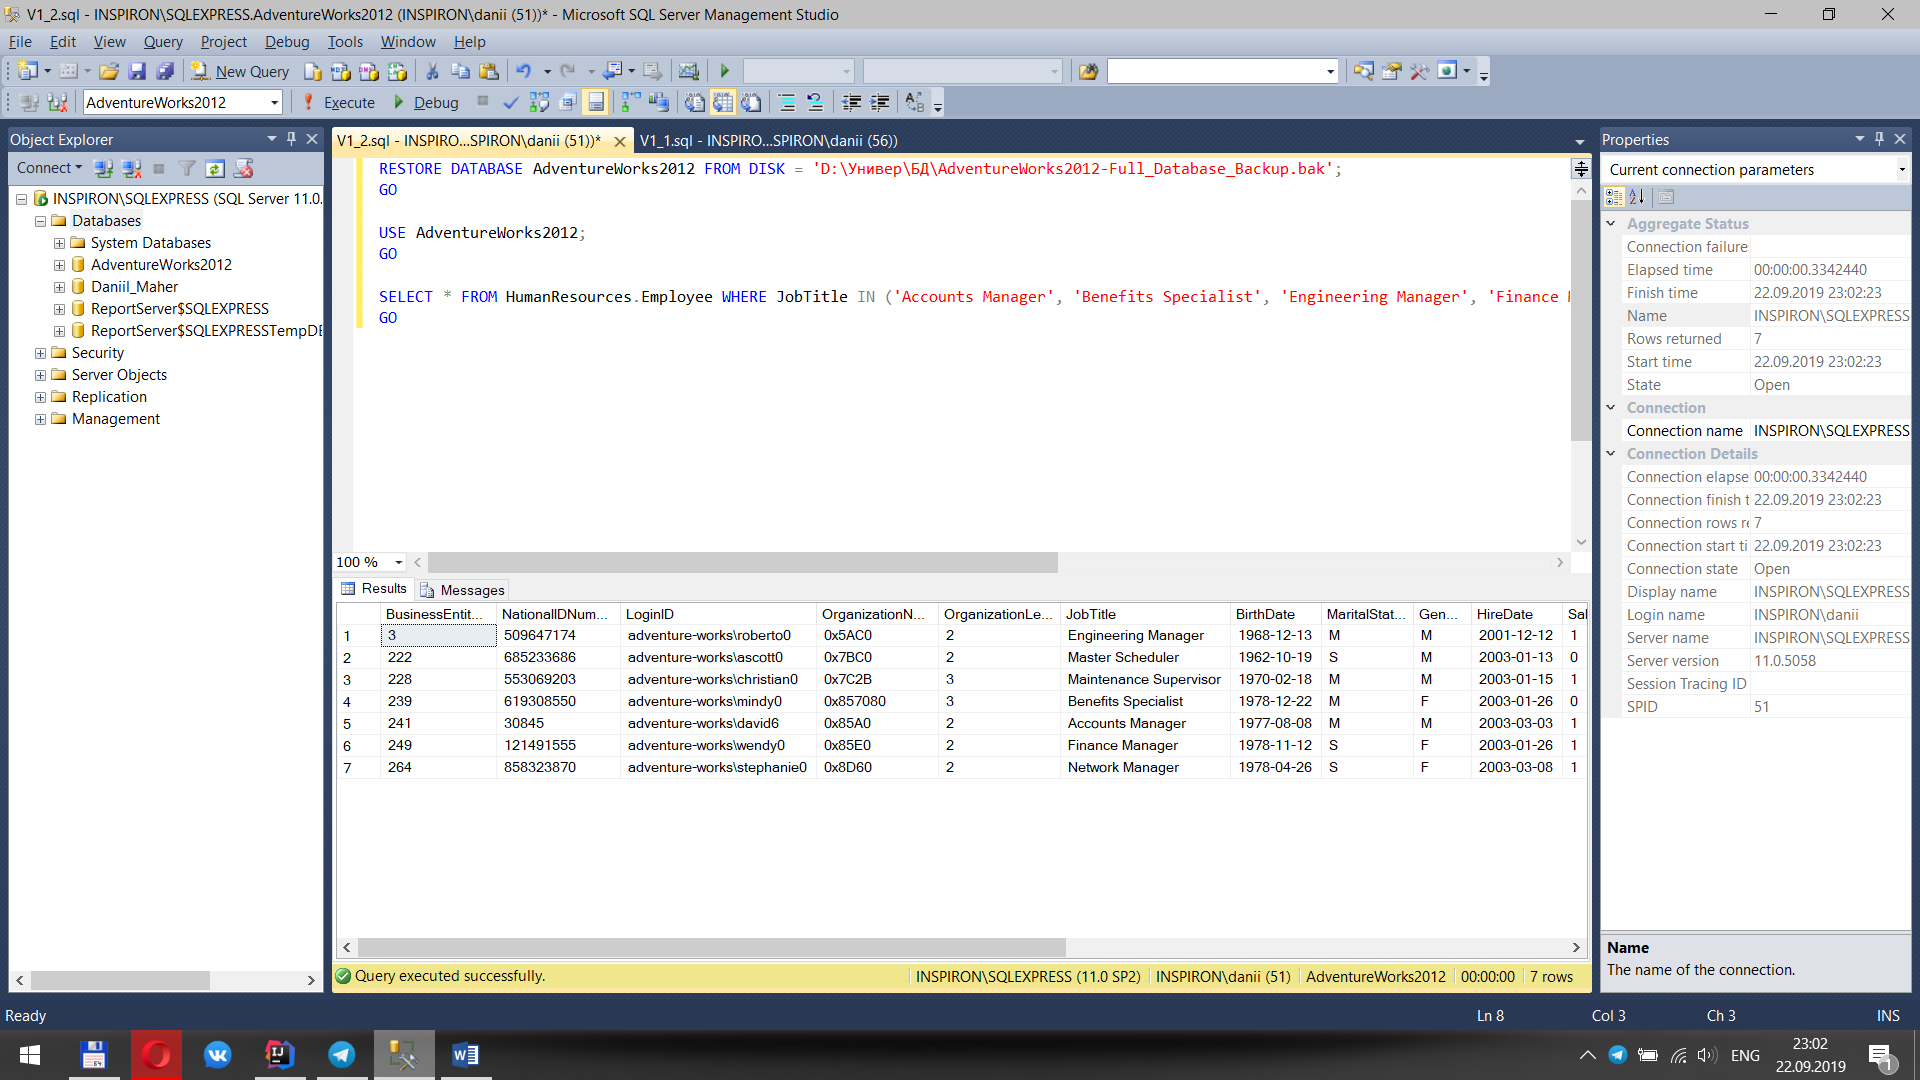 V1_2.sql - INSPIRON\SQLEXPRESS.AdventureWorks2012 (INSPIRON\danii (51))* - Microsoft SQL Server Management Studio
File Edit View Query Project Debug Tools Window Help
New Query
AdventureWorks2012 Execute Debug
Object Explorer
Connect
INSPIRON\SQLEXPRESS (SQL Server 11.0.
Databases
System Databases
AdventureWorks2012
Daniil_Maher
ReportServer$SQLEXPRESS
ReportServer$SQLEXPRESSTempDB
Security
Server Objects
Replication
Management
V1_2.sql - INSPIRO...SPIRON\danii (51))* V1_1.sql - INSPIRO...SPIRON\danii (56))
RESTORE DATABASE AdventureWorks2012 FROM DISK = 'D:\Универ\БД\AdventureWorks2012-Full_Database_Backup.bak';
GO
USE AdventureWorks2012;
GO
SELECT * FROM HumanResources.Employee WHERE JobTitle IN ('Accounts Manager', 'Benefits Specialist', 'Engineering Manager', 'Finance
GO
100 %
Results Messages
BusinessEntit... NationalIDNum... LoginID OrganizationN... OrganizationLe... JobTitle BirthDate MaritalStat... Gen... HireDate Sal
1 3 509647174 adventure-works\roberto0 0x5AC0 2 Engineering Manager 1968-12-13 M M 2001-12-12 1
2 222 685233686 adventure-works\ascott0 0x7BC0 2 Master Scheduler 1962-10-19 S M 2003-01-13 0
3 228 553069203 adventure-works\christian0 0x7C2B 3 Maintenance Supervisor 1970-02-18 M M 2003-01-15 1
4 239 619308550 adventure-works\mindy0 0x857080 3 Benefits Specialist 1978-12-22 M F 2003-01-26 0
5 241 30845 adventure-works\david6 0x85A0 2 Accounts Manager 1977-08-08 M M 2003-03-03 1
6 249 121491555 adventure-works\wendy0 0x85E0 2 Finance Manager 1978-11-12 S F 2003-01-26 1
7 264 858323870 adventure-works\stephanie0 0x8D60 2 Network Manager 1978-04-26 S F 2003-03-08 1
Query executed successfully. INSPIRON\SQLEXPRESS (11.0 SP2) INSPIRON\danii (51) AdventureWorks2012 00:00:00 7 rows
Properties
Current connection parameters
Aggregate Status
Connection failure
Elapsed time 00:00:00.3342440
Finish time 22.09.2019 23:02:23
Name INSPIRON\SQLEXPRESS
Rows returned 7
Start time 22.09.2019 23:02:23
State Open
Connection
Connection name INSPIRON\SQLEXPRESS
Connection Details
Connection elapse 00:00:00.3342440
Connection finish t 22.09.2019 23:02:23
Connection rows re 7
Connection start ti 22.09.2019 23:02:23
Connection state Open
Display name INSPIRON\SQLEXPRESS
Login name INSPIRON\danii
Server name INSPIRON\SQLEXPRESS
Server version 11.0.5058
Session Tracing ID
SPID 51
Name
The name of the connection.
Ready Ln 8 Col 3 Ch 3 INS
ENG 23:02
22.09.2019
1